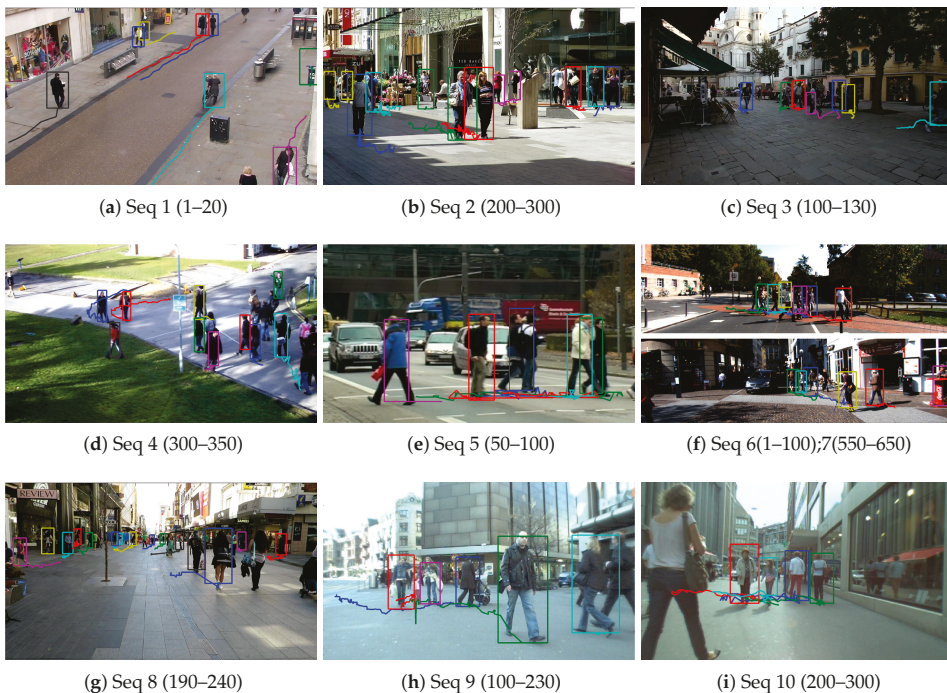 (a) Seq 1 (1–20)
(b) Seq 2 (200–300)
(c) Seq 3 (100–130)
(d) Seq 4 (300–350)
(e) Seq 5 (50–100)
(f) Seq 6(1–100);7(550–650)
REVIEW
(g) Seq 8 (190–240)
(h) Seq 9 (100–230)
(i) Seq 10 (200–300)